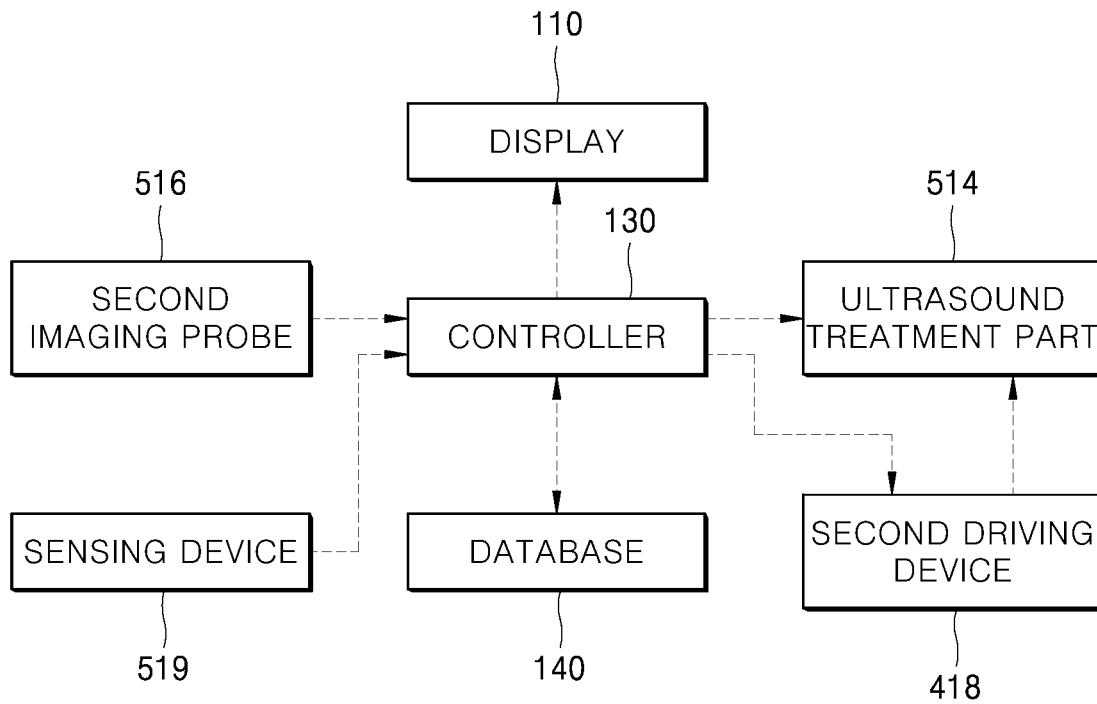 110
DISPLAY
516
130
514
SECOND
IMAGING PROBE
CONTROLLER
ULTRASOUND
TREATMENT PART
SENSING DEVICE
DATABASE
SECOND DRIVING
DEVICE
519
140
418